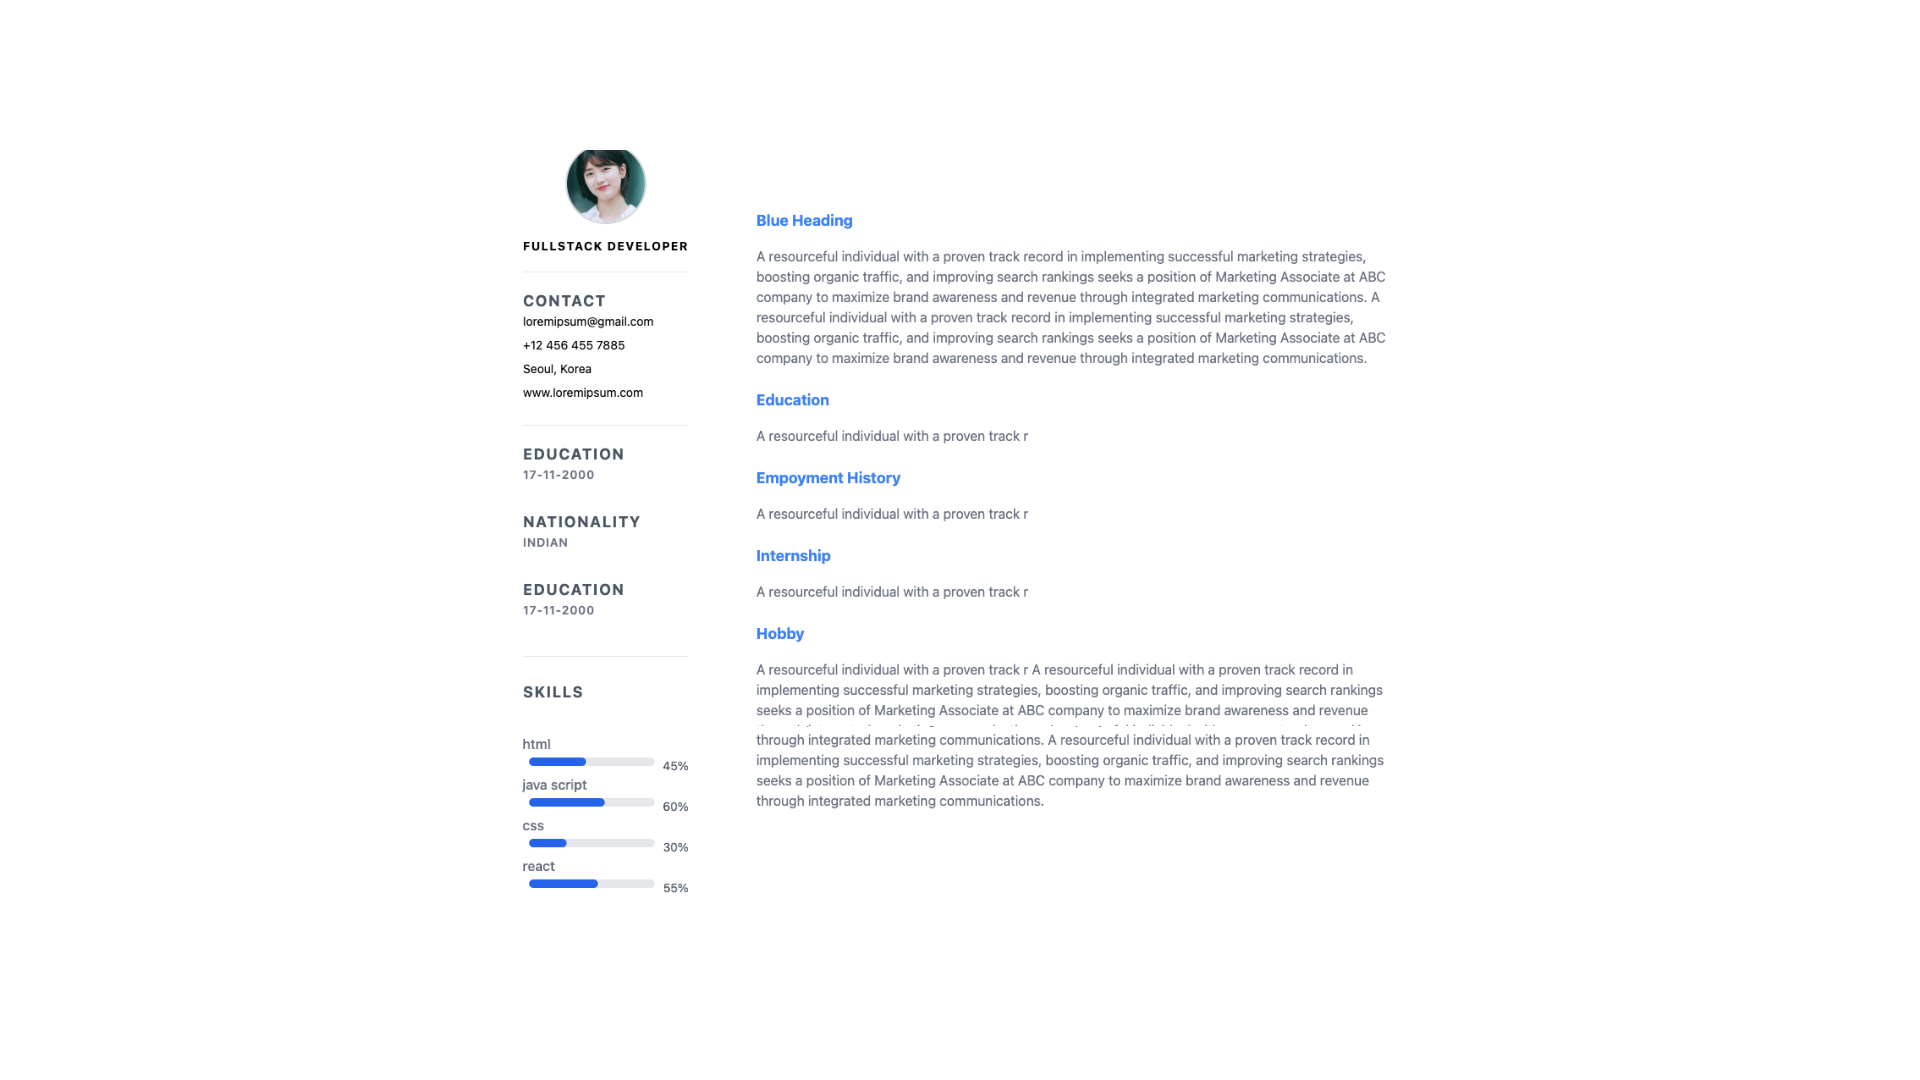 FULLSTACK DEVELOPER
CONTACT
loremipsum@gmail.com
+12 456 455 7885
Seoul, Korea
www.loremipsum.com
EDUCATION
17-11-2000
NATIONALITY
INDIAN
EDUCATION
17-11-2000
SKILLS
html
45%
java script
60%
css
30%
react
55%
Blue Heading
A resourceful individual with a proven track record in implementing successful marketing strategies,
boosting organic traffic, and improving search rankings seeks a position of Marketing Associate at ABC
company to maximize brand awareness and revenue through integrated marketing communications. A
resourceful individual with a proven track record in implementing successful marketing strategies,
boosting organic traffic, and improving search rankings seeks a position of Marketing Associate at ABC
company to maximize brand awareness and revenue through integrated marketing communications.
Education
A resourceful individual with a proven track r
Empoyment History
A resourceful individual with a proven track r
Internship
A resourceful individual with a proven track r
Hobby
A resourceful individual with a proven track r A resourceful individual with a proven track record in
implementing successful marketing strategies, boosting organic traffic, and improving search rankings
seeks a position of Marketing Associate at ABC company to maximize brand awareness and revenue
through integrated marketing communications. A resourceful individual with a proven track record in
implementing successful marketing strategies, boosting organic traffic, and improving search rankings
seeks a position of Marketing Associate at ABC company to maximize brand awareness and revenue
through integrated marketing communications.